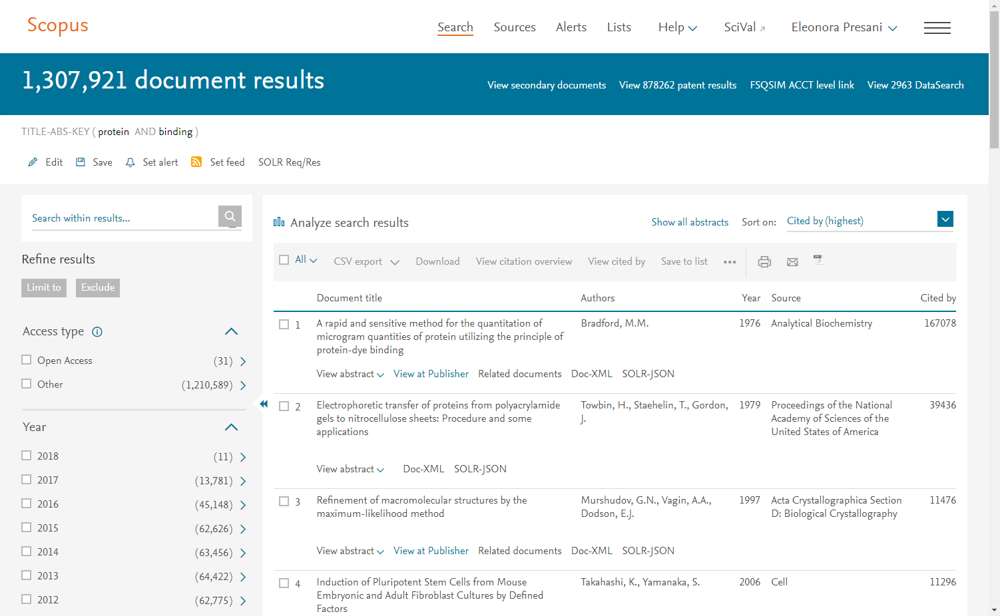 Scopus
Search Sources Alerts Lists Help SciVal Eleonora Presani
1,307,921 document results
View secondary documents View 878262 patent results FSQSIM ACCT level link View 2963 DataSearch
TITLE-ABS-KEY ( protein AND binding )
Edit Save Set alert Set feed SOLR Req/Res
Search within results...
Refine results
Limit to Exclude
Access type
Open Access (31)
Other (1,210,589)
Year
2018 (11)
2017 (13,781)
2016 (45,148)
2015 (62,626)
2014 (63,456)
2013 (64,422)
2012 (62,775)
Analyze search results
Show all abstracts Sort on: Cited by (highest)
All CSV export Download View citation overview View cited by Save to list •••
Document title Authors Year Source Cited by
1 A rapid and sensitive method for the quantitation of Bradford, M.M. 1976 Analytical Biochemistry 167078
microgram quantities of protein utilizing the principle of
protein-dye binding
View abstract View at Publisher Related documents Doc-XML SOLR-JSON
2 Electrophoretic transfer of proteins from polyacrylamide Towbin, H., Staehelin, T., Gordon, 1979 Proceedings of the National 39436
gels to nitrocellulose sheets: Procedure and some J. Academy of Sciences of the
applications United States of America
View abstract Doc-XML SOLR-JSON
3 Refinement of macromolecular structures by the Murshudov, G.N., Vagin, A.A., 1997 Acta Crystallographica Section 11476
maximum-likelihood method Dodson, E.J. D: Biological Crystallography
View abstract View at Publisher Related documents Doc-XML SOLR-JSON
4 Induction of Pluripotent Stem Cells from Mouse Takahashi, K., Yamanaka, S. 2006 Cell 11296
Embryonic and Adult Fibroblast Cultures by Defined
Factors